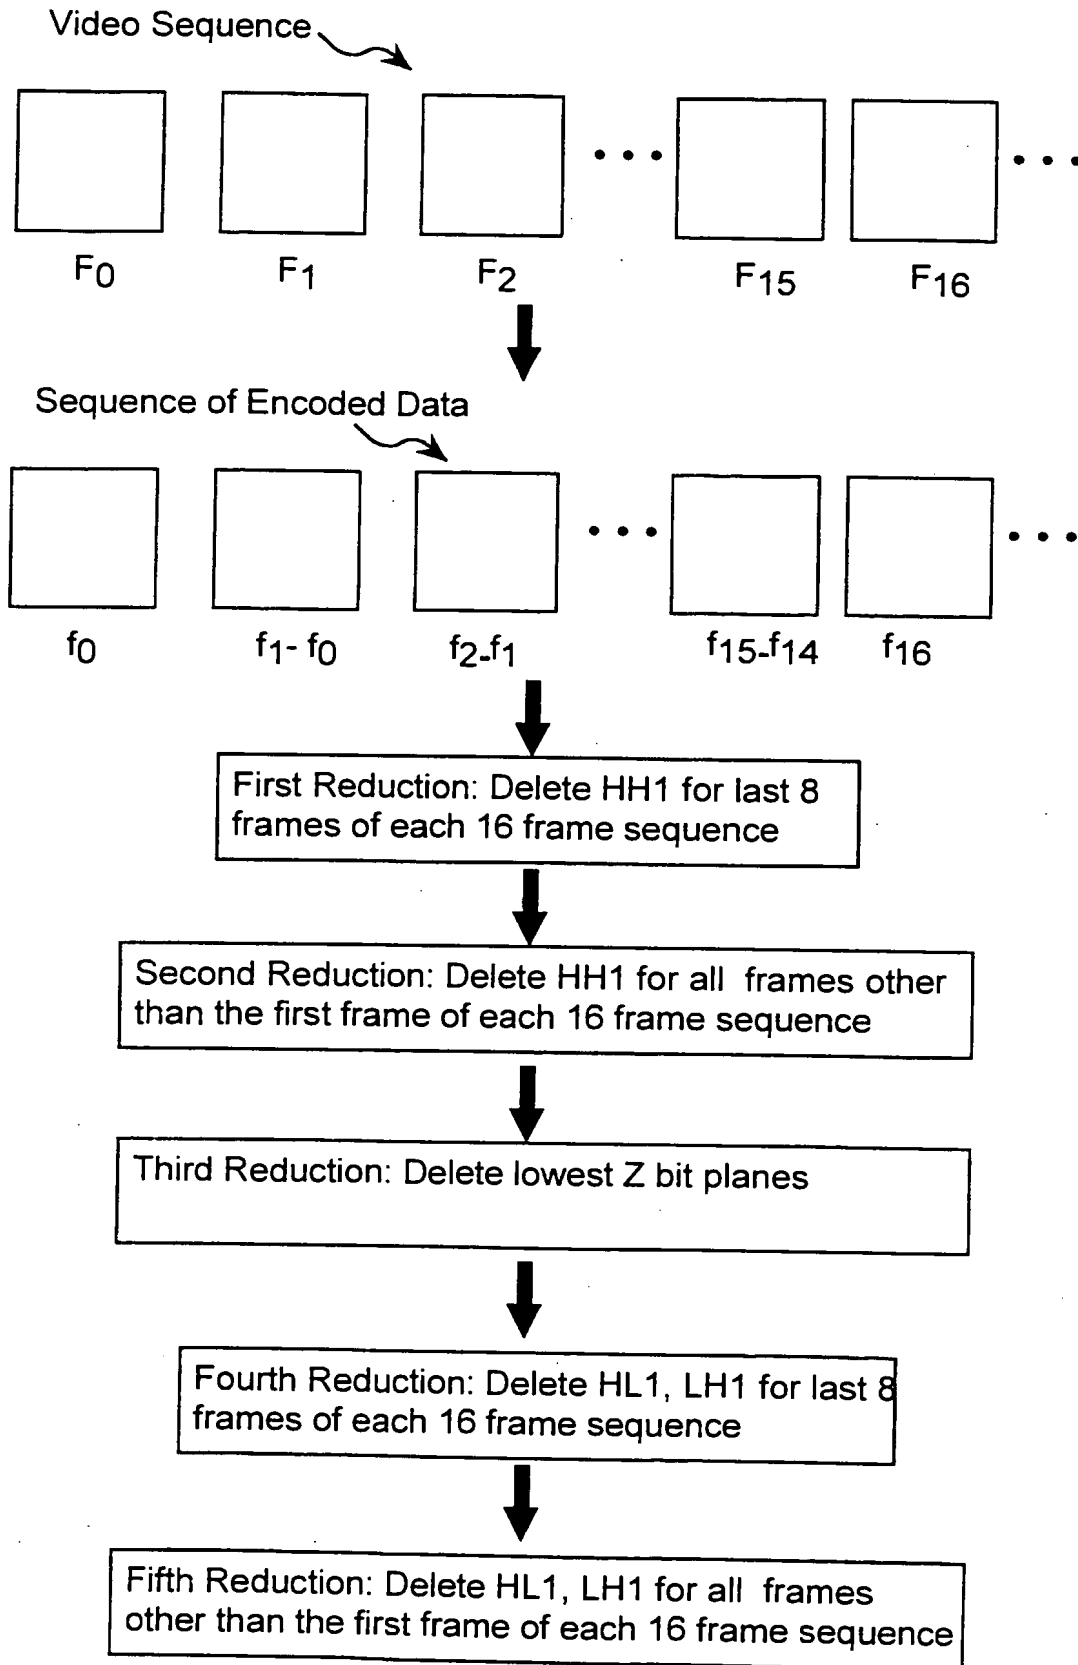 Video Sequence
F0 F1 F2 ••• F15 F16 •••
Sequence of Encoded Data
••• •••
f0 f1- f0 f2-f1 f15-f14 f16
First Reduction: Delete HH1 for last 8
frames of each 16 frame sequence
Second Reduction: Delete HH1 for all frames other
than the first frame of each 16 frame sequence
Third Reduction: Delete lowest Z bit planes
Fourth Reduction: Delete HL1, LH1 for last 8
frames of each 16 frame sequence
Fifth Reduction: Delete HL1, LH1 for all frames
other than the first frame of each 16 frame sequence